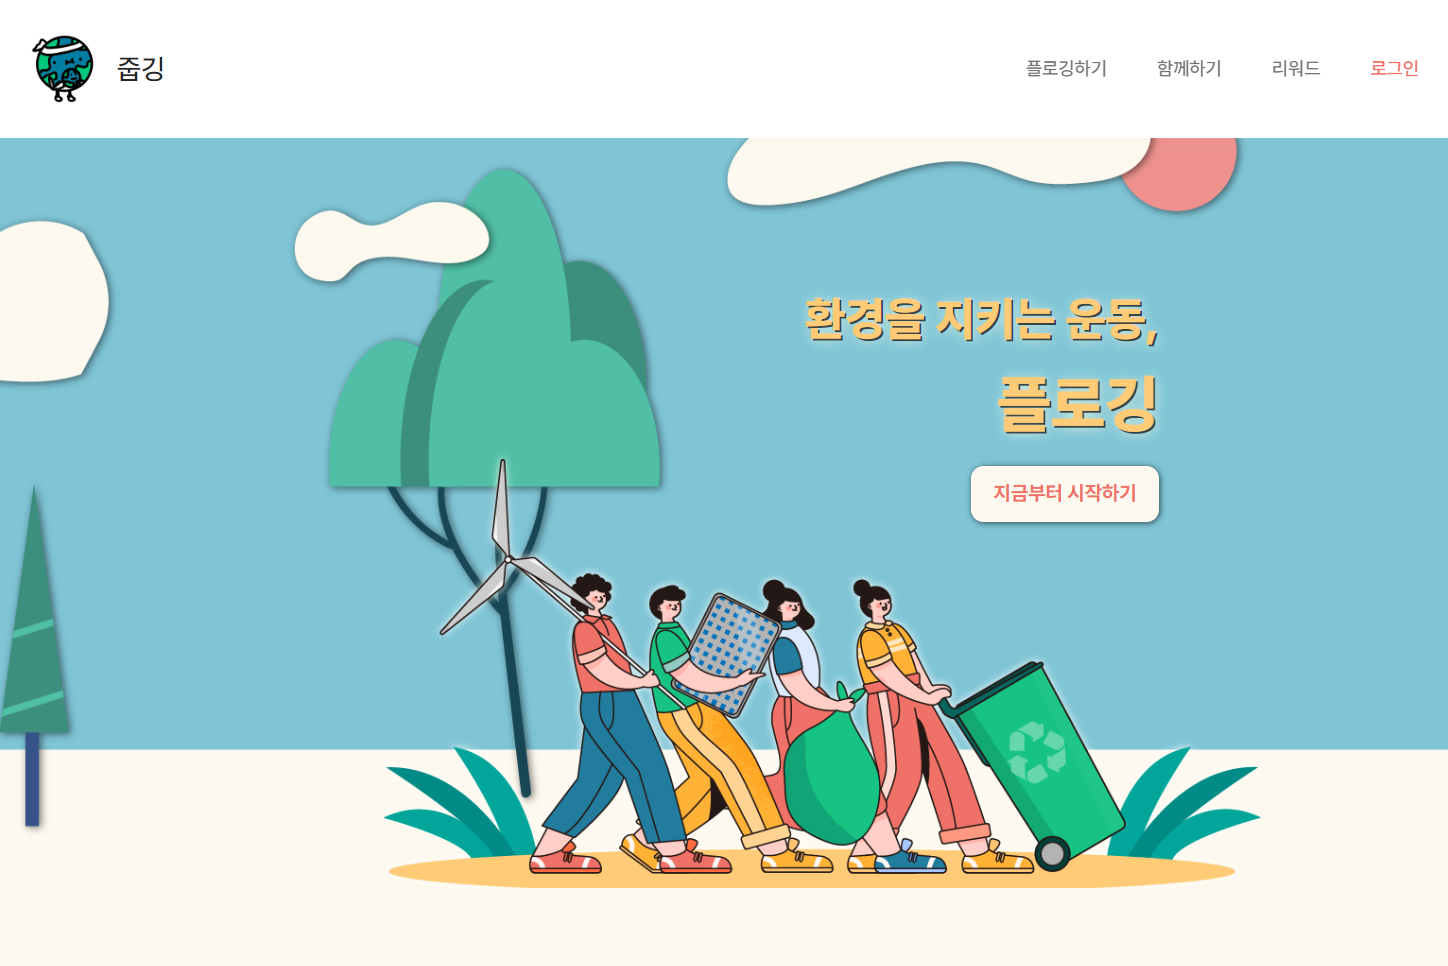 줍깅
플로깅하기
함께하기
리워드
로그인
환경을 지키는 운동,
플로깅
지금부터 시작하기